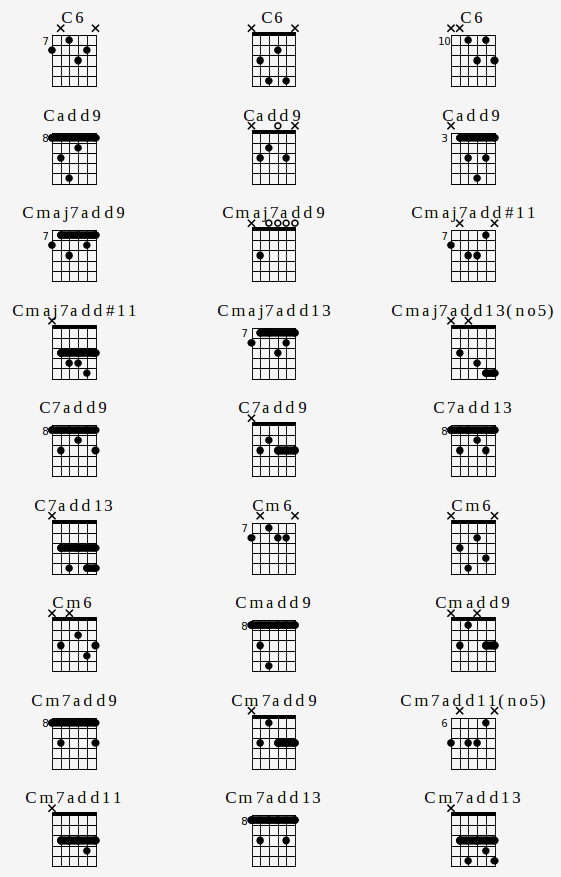 C6 C6 C6
7 10
Cadd9 Cadd9 Cadd9
8 3
Cmaj7add9 Cmaj7add9 Cmaj7add#11
7 7
Cmaj7add#11 Cmaj7add13 Cmaj7add13(no5)
7
C7add9 C7add9 C7add13
8 8
C7add13 Cm6 Cm6
7
Cm6 Cmadd9 Cmadd9
8
Cm7add9 Cm7add9 Cm7add11(no5)
8 6
Cm7add11 Cm7add13 Cm7add13
8